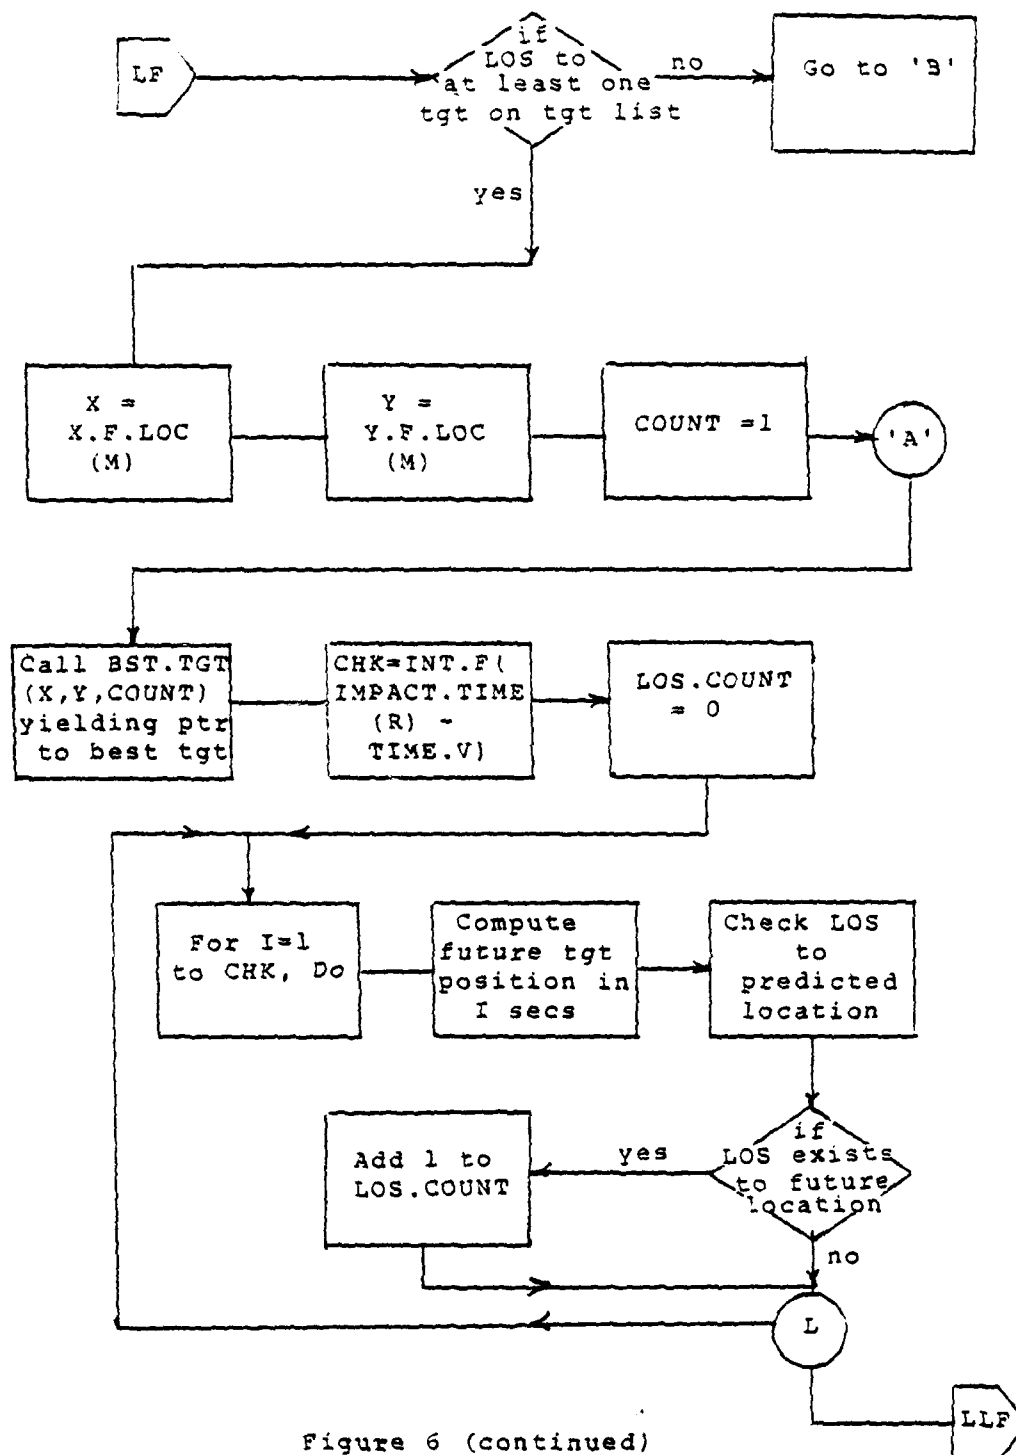 LF
if
LOS to
at least one
tgt on tgt list
no
Go to 'B'
yes
X =
X.F.LOC
(M)
Y =
Y.F.LOC
(M)
COUNT =1
'A'
Call BST.TGT
(X,Y,COUNT)
yielding ptr
to best tgt
CHK=INT.F(
IMPACT.TIME
(R) -
TIME.V)
LOS.COUNT
= 0
For I=1
to CHK, Do
Compute
future tgt
position in
I secs
Check LOS
to
predicted
location
if
LOS exists
to future
location
yes
Add 1 to
LOS.COUNT
no
L
LLF
Figure 6 (continued)